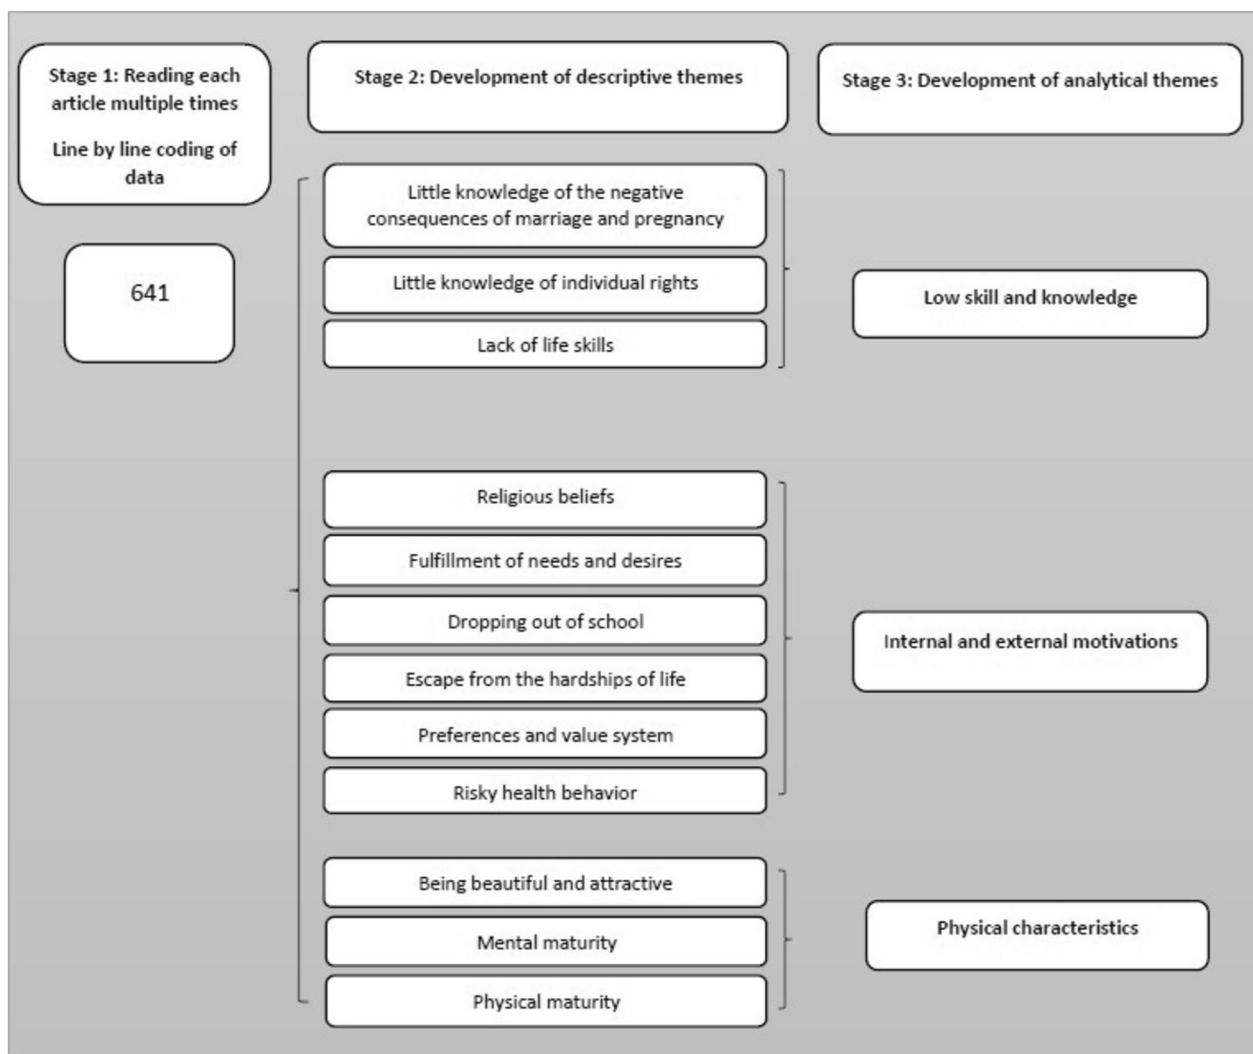 Stage 1: Reading each
article multiple times
Line by line coding of
data
641
Stage 2: Development of descriptive themes
Little knowledge of the negative
consequences of marriage and pregnancy
Little knowledge of individual rights
Lack of life skills
Religious beliefs
Fulfillment of needs and desires
Dropping out of school
Escape from the hardships of life
Preferences and value system
Risky health behavior
Being beautiful and attractive
Mental maturity
Physical maturity
Stage 3: Development of analytical themes
Low skill and knowledge
Internal and external motivations
Physical characteristics